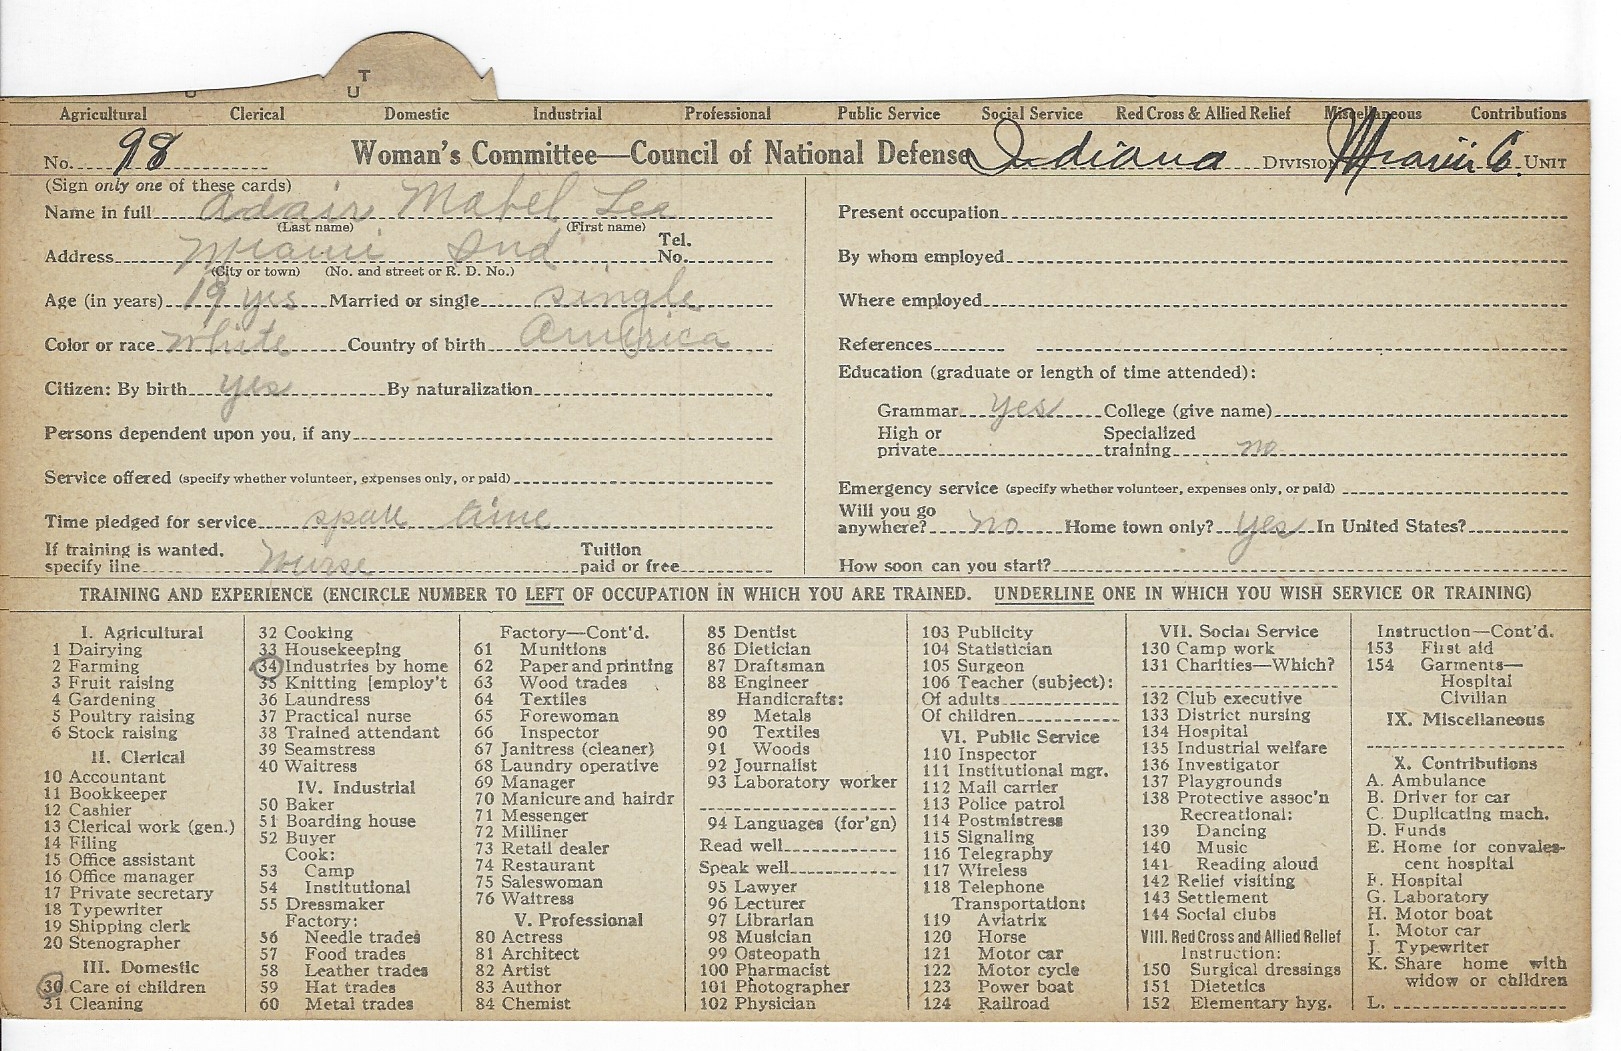 T
U U
Agricultural Clerical Domestic Industrial Professional Public Service Social Service Red Cross & Allied Relief Miscellaneous Contributions
No. 98 Woman's Committee—Council of National Defense Indiana DIVISION Miami Co. UNIT
(Sign only one of these cards)
Name in full Adair Mabel Lea
(Last name) (First name)
Address Miami Ind. Tel. No.
(City or town) (No. and street or R. D. No.)
Age (in years) 19 yes Married or single single
Color or race White Country of birth America
Citizen: By birth yes By naturalization
Persons dependent upon you, if any
Service offered (specify whether volunteer, expenses only, or paid)
Time pledged for service spare time
If training is wanted, specify line Nurse Tuition paid or free
Present occupation
By whom employed
Where employed
References
Education (graduate or length of time attended):
Grammar yes College (give name)
High or private Specialized training no
Emergency service (specify whether volunteer, expenses only, or paid)
Will you go anywhere? no Home town only? yes In United States?
How soon can you start?
TRAINING AND EXPERIENCE (ENCIRCLE NUMBER TO LEFT OF OCCUPATION IN WHICH YOU ARE TRAINED. UNDERLINE ONE IN WHICH YOU WISH SERVICE OR TRAINING)
I. Agricultural
1 Dairying
2 Farming
3 Fruit raising
4 Gardening
5 Poultry raising
6 Stock raising
II. Clerical
10 Accountant
11 Bookkeeper
12 Cashier
13 Clerical work (gen.)
14 Filing
15 Office assistant
16 Office manager
17 Private secretary
18 Typewriter
19 Shipping clerk
20 Stenographer
III. Domestic
30 Care of children
31 Cleaning
32 Cooking
33 Housekeeping
34 Industries by home
35 Knitting [employ't
36 Laundress
37 Practical nurse
38 Trained attendant
39 Seamstress
40 Waitress
IV. Industrial
50 Baker
51 Boarding house
52 Buyer
Cook:
53 Camp
54 Institutional
55 Dressmaker
Factory:
56 Needle trades
57 Food trades
58 Leather trades
59 Hat trades
60 Metal trades
Factory—Cont'd.
61 Munitions
62 Paper and printing
63 Wood trades
64 Textiles
65 Forewoman
66 Inspector
67 Janitress (cleaner)
68 Laundry operative
69 Manager
70 Manicure and hairdr
71 Messenger
72 Milliner
73 Retail dealer
74 Restaurant
75 Saleswoman
76 Waitress
V. Professional
80 Actress
81 Architect
82 Artist
83 Author
84 Chemist
85 Dentist
86 Dietician
87 Draftsman
88 Engineer
Handicrafts:
89 Metals
90 Textiles
91 Woods
92 Journalist
93 Laboratory worker
94 Languages (for'gn)
Read well
Speak well
95 Lawyer
96 Lecturer
97 Librarian
98 Musician
99 Osteopath
100 Pharmacist
101 Photographer
102 Physician
103 Publicity
104 Statistician
105 Surgeon
106 Teacher (subject):
Of adults
Of children
VI. Public Service
110 Inspector
111 Institutional mgr.
112 Mail carrier
113 Police patrol
114 Postmistress
115 Signaling
116 Telegraphy
117 Wireless
118 Telephone
Transportation:
119 Aviatrix
120 Horse
121 Motor car
122 Motor cycle
123 Power boat
124 Railroad
VII. Social Service
130 Camp work
131 Charities—Which?
132 Club executive
133 District nursing
134 Hospital
135 Industrial welfare
136 Investigator
137 Playgrounds
138 Protective assoc'n
Recreational:
139 Dancing
140 Music
141 Reading aloud
142 Relief visiting
143 Settlement
144 Social clubs
VIII. Red Cross and Allied Relief
Instruction:
150 Surgical dressings
151 Dietetics
152 Elementary hyg.
Instruction—Cont'd.
153 First aid
154 Garments—
Hospital
Civilian
IX. Miscellaneous
X. Contributions
A. Ambulance
B. Driver for car
C. Duplicating mach.
D. Funds
E. Home for convales-
cent hospital
F. Hospital
G. Laboratory
H. Motor boat
I. Motor car
J. Typewriter
K. Share home with
widow or children
L.